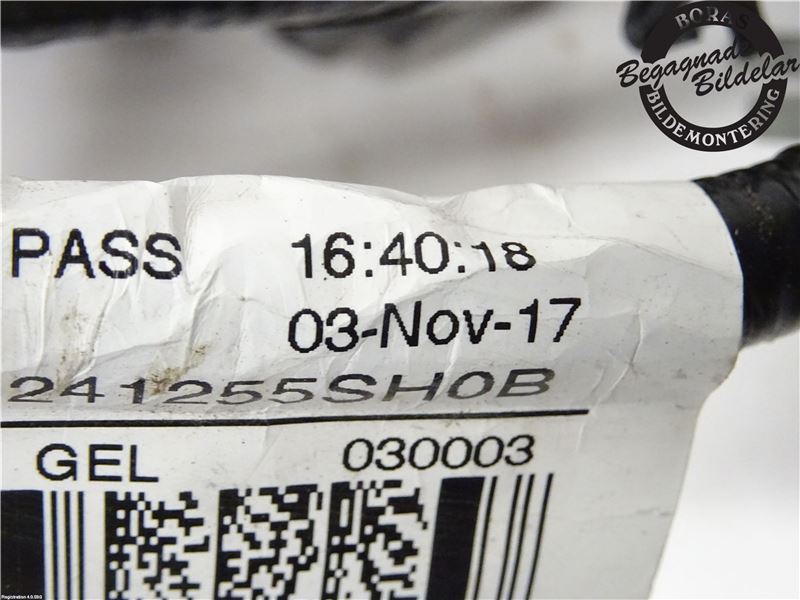 BORAS
Begagnade
Bildelar
BILDEMONTERING
PASS 16:40:18
03-Nov-17
241255SH0B
GEL 030003